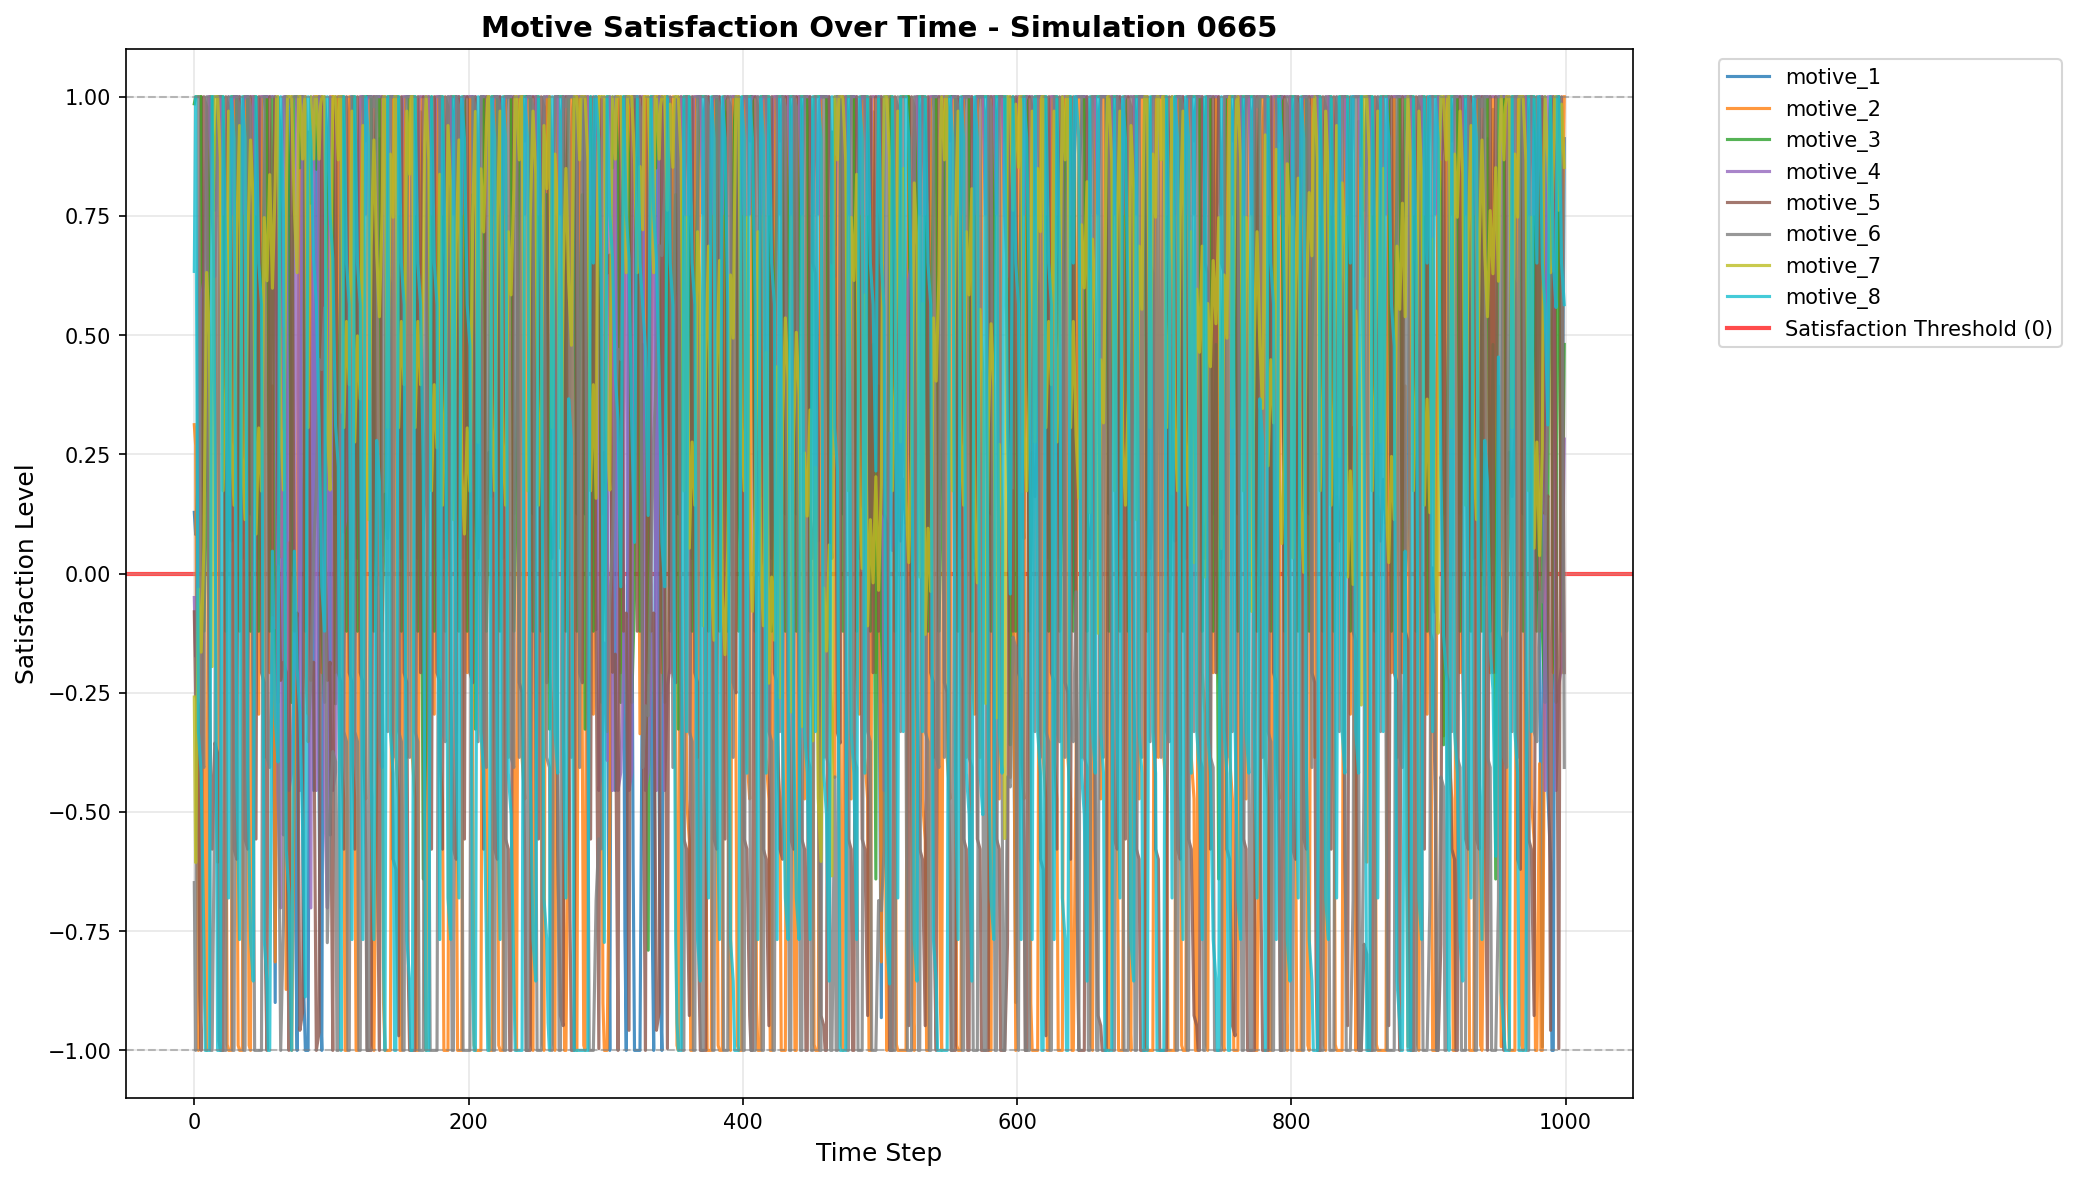 Motive Satisfaction Over Time - Simulation 0665
1.00
0.75
0.50
0.25
0.00
−0.25
−0.50
−0.75
−1.00
Satisfaction Level
0
200
400
600
800
1000
Time Step
motive_1
motive_2
motive_3
motive_4
motive_5
motive_6
motive_7
motive_8
Satisfaction Threshold (0)